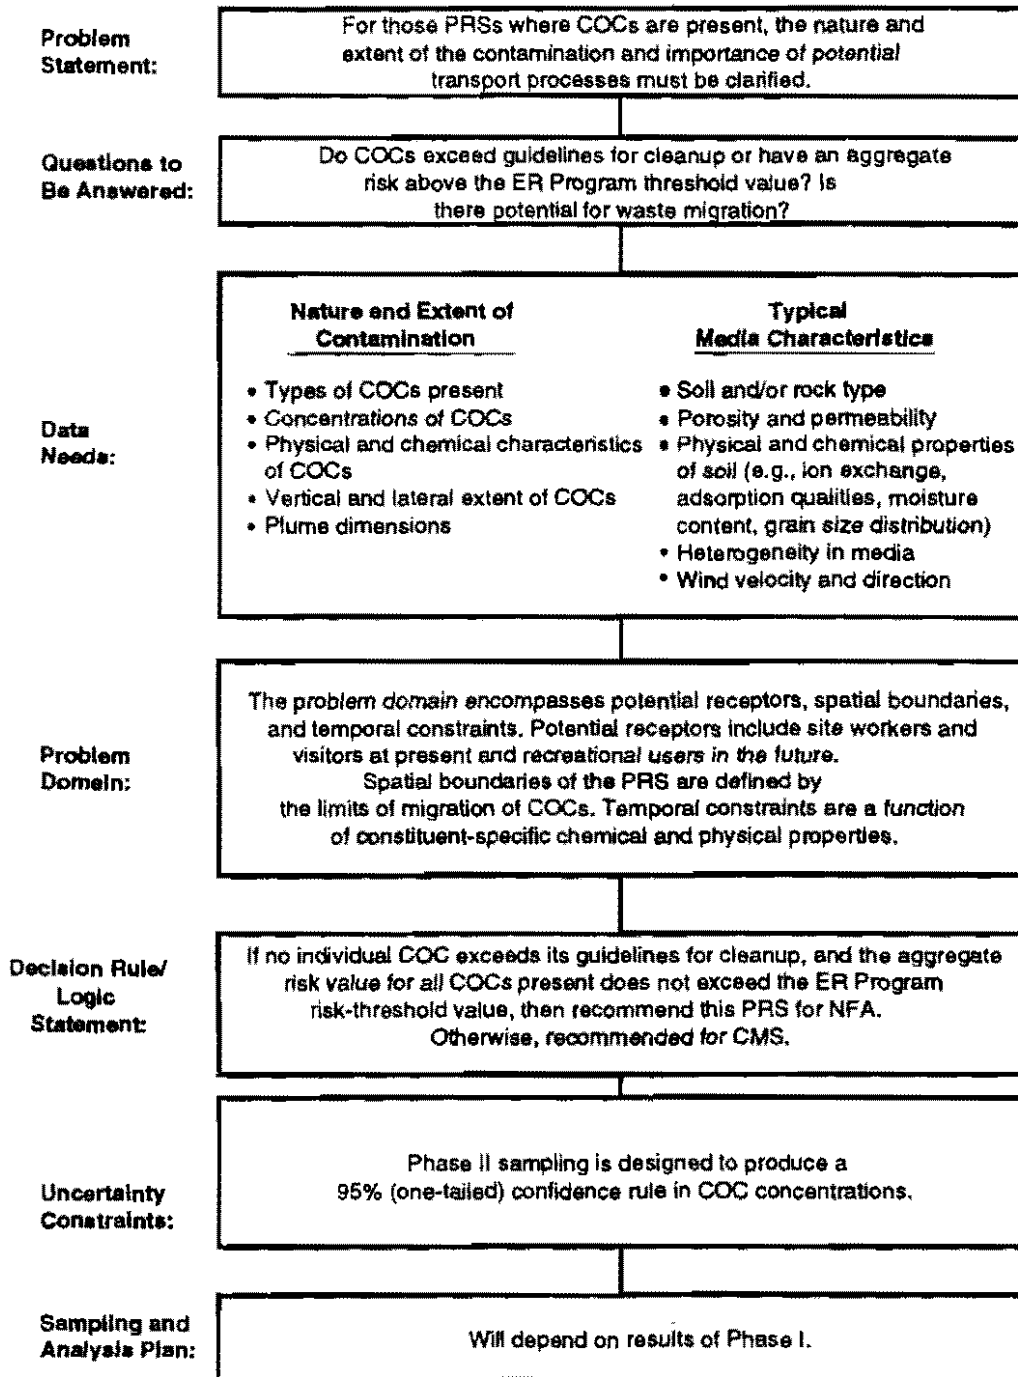 Problem
Statement:
For those PRSs where COCs are present, the nature and
extent of the contamination and importance of potential
transport processes must be clarified.
Questions to
Be Answered:
Do COCs exceed guidelines for cleanup or have an aggregate
risk above the ER Program threshold value? Is
there potential for waste migration?
Data
Needs:
Nature and Extent of
Contamination
• Types of COCs present
• Concentrations of COCs
• Physical and chemical characteristics
of COCs
• Vertical and lateral extent of COCs
• Plume dimensions
Typical
Media Characteristics
• Soil and/or rock type
• Porosity and permeability
• Physical and chemical properties
of soil (e.g., ion exchange,
adsorption qualities, moisture
content, grain size distribution)
• Heterogeneity in media
• Wind velocity and direction
Problem
Domain:
The problem domain encompasses potential receptors, spatial boundaries,
and temporal constraints. Potential receptors include site workers and
visitors at present and recreational users in the future.
Spatial boundaries of the PRS are defined by
the limits of migration of COCs. Temporal constraints are a function
of constituent-specific chemical and physical properties.
Decision Rule/
Logic
Statement:
If no individual COC exceeds its guidelines for cleanup, and the aggregate
risk value for all COCs present does not exceed the ER Program
risk-threshold value, then recommend this PRS for NFA.
Otherwise, recommended for CMS.
Uncertainty
Constraints:
Phase II sampling is designed to produce a
95% (one-tailed) confidence rule in COC concentrations.
Sampling and
Analysis Plan:
Will depend on results of Phase I.